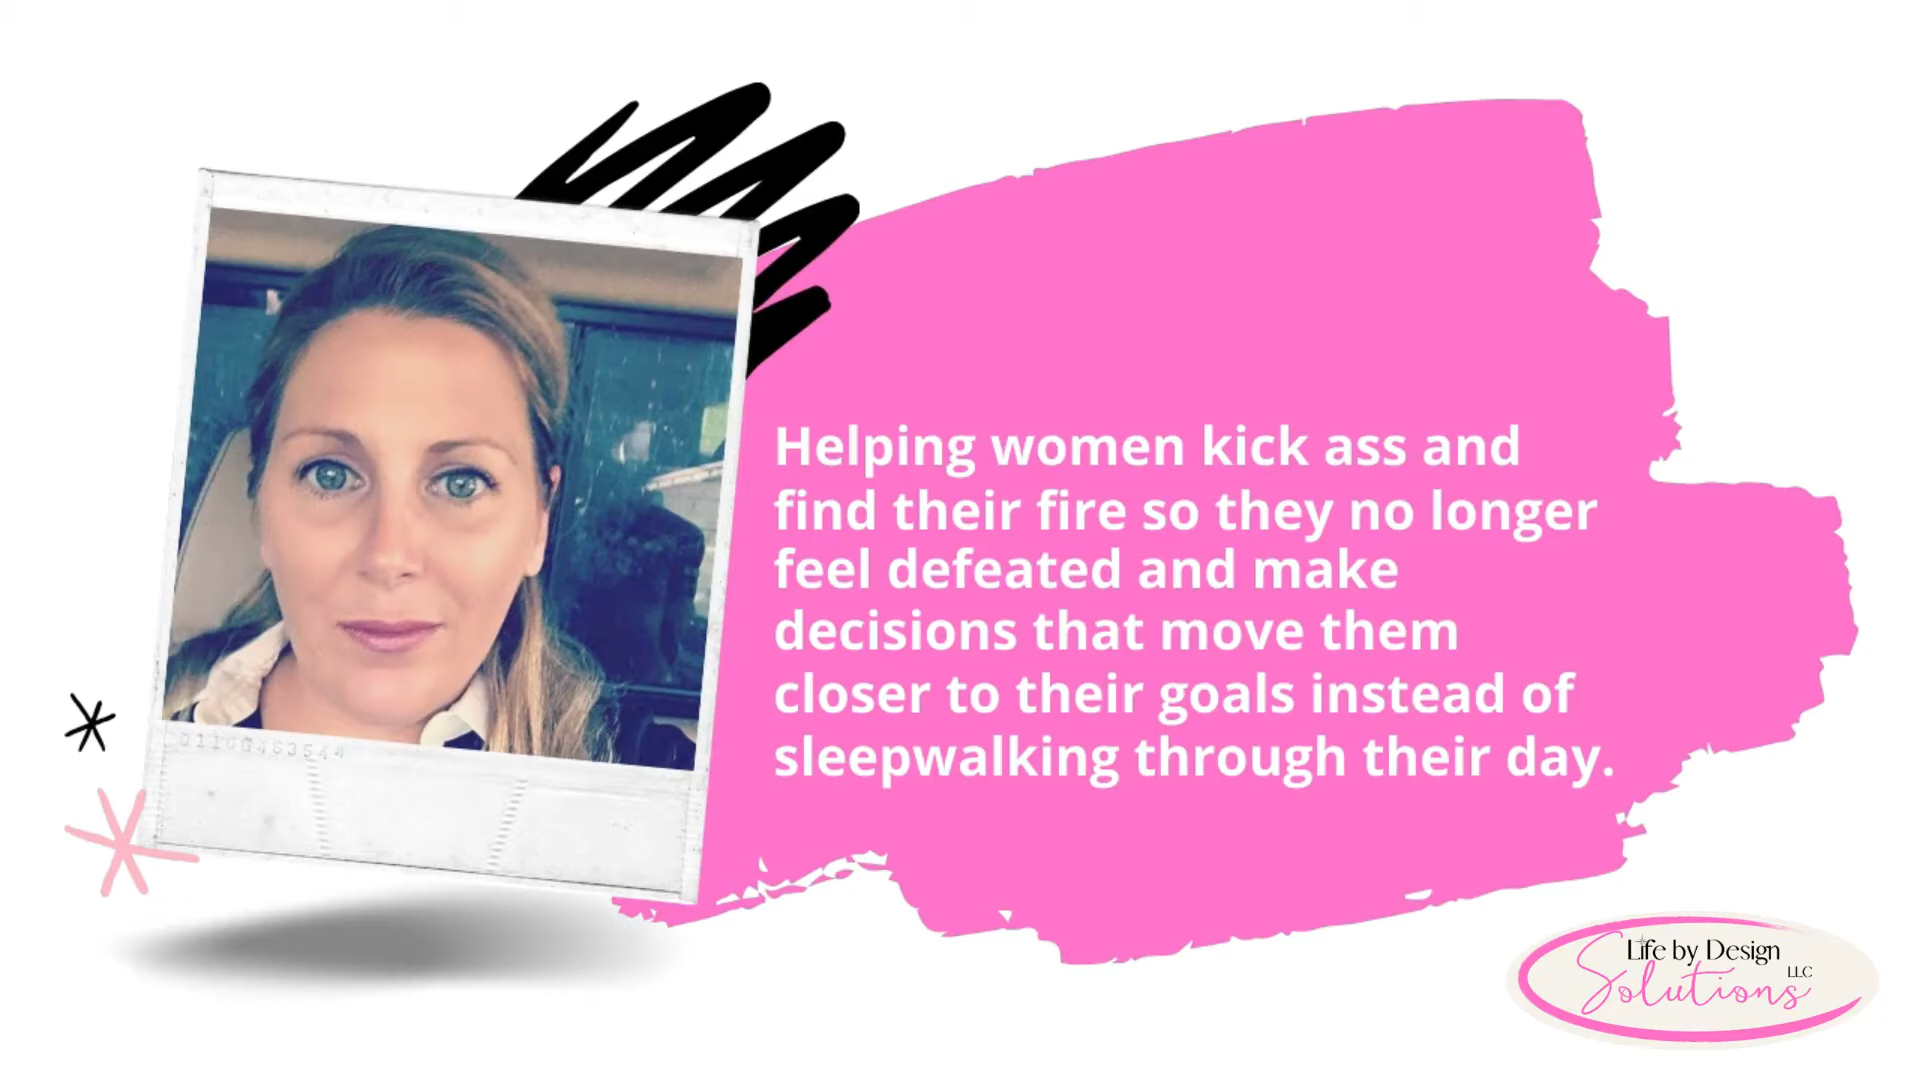 Helping women kick ass and
find their fire so they no longer
feel defeated and make
decisions that move them
closer to their goals instead of
sleepwalking through their day.
Life by Design
LLC
Solutions